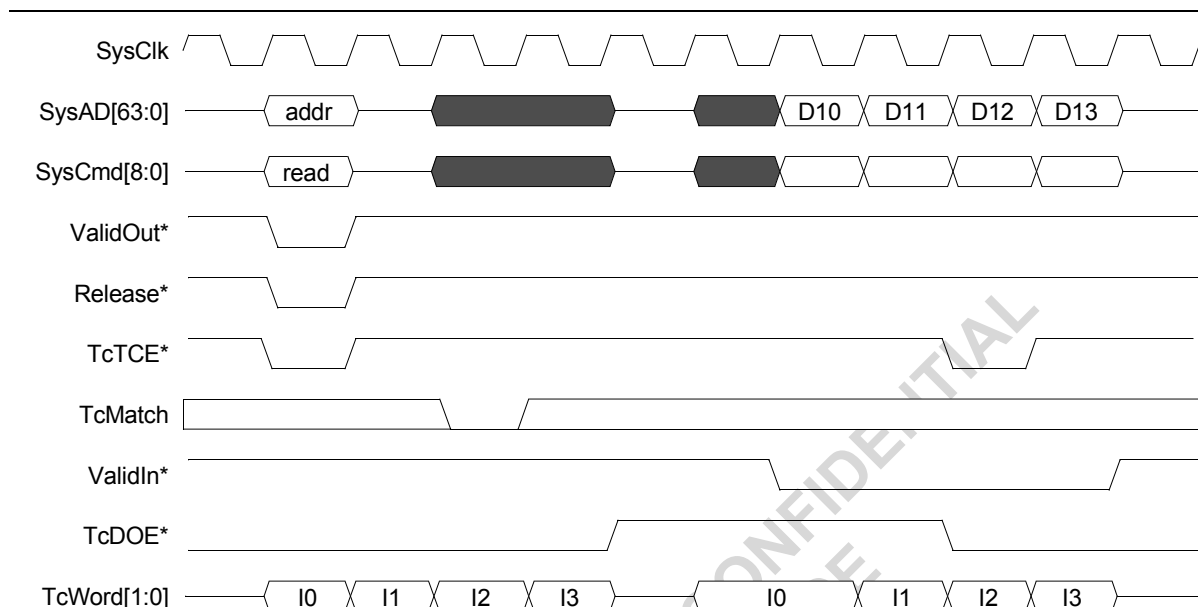 SysClk
SysAD[63:0] addr D10 D11 D12 D13
SysCmd[8:0] read
ValidOut*
Release*
TcTCE*
TcMatch
ValidIn*
TcDOE*
TcWord[1:0] I0 I1 I2 I3 I0 I1 I2 I3